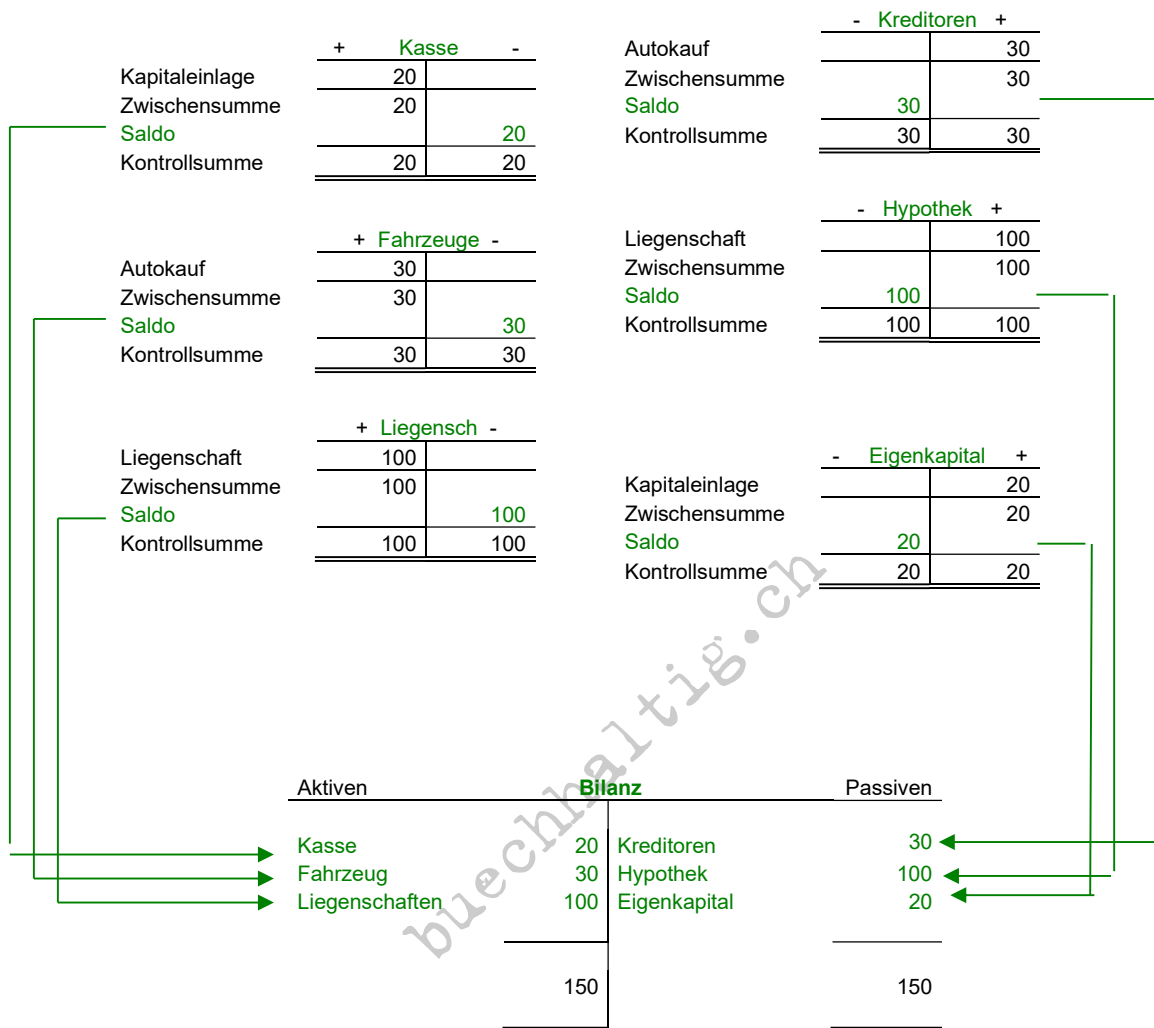 + Kasse -
Kapitaleinlage 20
Zwischensumme 20
Saldo 20
Kontrollsumme 20 20
+ Fahrzeuge -
Autokauf 30
Zwischensumme 30
Saldo 30
Kontrollsumme 30 30
+ Liegensch -
Liegenschaft 100
Zwischensumme 100
Saldo 100
Kontrollsumme 100 100
- Kreditoren +
Autokauf 30
Zwischensumme 30
Saldo 30
Kontrollsumme 30 30
- Hypothek +
Liegenschaft 100
Zwischensumme 100
Saldo 100
Kontrollsumme 100 100
- Eigenkapital +
Kapitaleinlage 20
Zwischensumme 20
Saldo 20
Kontrollsumme 20 20
buechhaltig.ch
Aktiven Bilanz Passiven
Kasse 20 Kreditoren 30
Fahrzeug 30 Hypothek 100
Liegenschaften 100 Eigenkapital 20
150 150